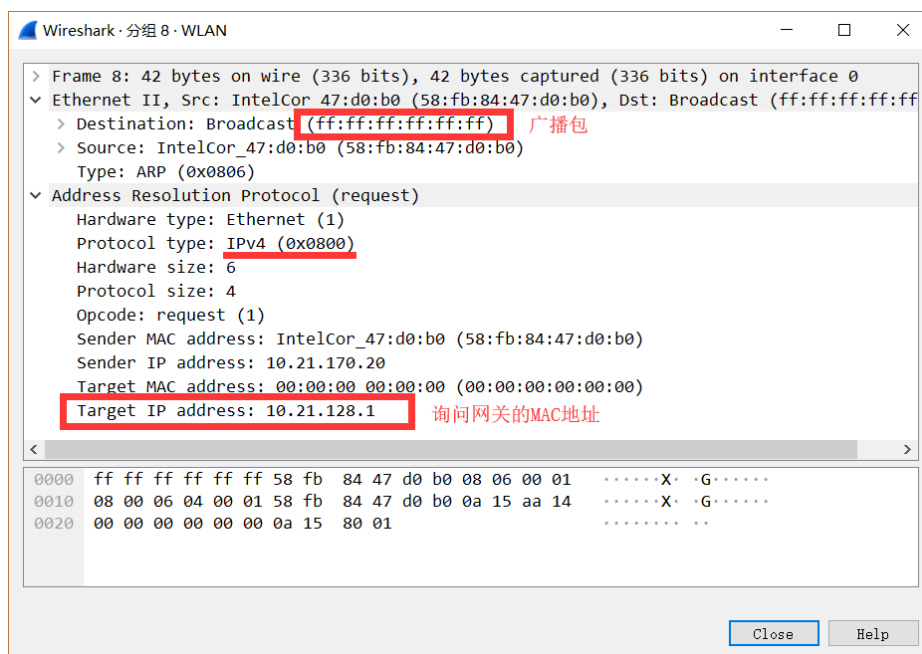 Wireshark · 分组 8 · WLAN
Frame 8: 42 bytes on wire (336 bits), 42 bytes captured (336 bits) on interface 0
Ethernet II, Src: IntelCor_47:d0:b0 (58:fb:84:47:d0:b0), Dst: Broadcast (ff:ff:ff:ff:ff
Destination: Broadcast (ff:ff:ff:ff:ff:ff) 广播包
Source: IntelCor_47:d0:b0 (58:fb:84:47:d0:b0)
Type: ARP (0x0806)
Address Resolution Protocol (request)
Hardware type: Ethernet (1)
Protocol type: IPv4 (0x0800)
Hardware size: 6
Protocol size: 4
Opcode: request (1)
Sender MAC address: IntelCor_47:d0:b0 (58:fb:84:47:d0:b0)
Sender IP address: 10.21.170.20
Target MAC address: 00:00:00_00:00:00 (00:00:00:00:00:00)
Target IP address: 10.21.128.1 询问网关的MAC地址
0000 ff ff ff ff ff ff 58 fb 84 47 d0 b0 08 06 00 01 ······X· ·G······
0010 08 00 06 04 00 01 58 fb 84 47 d0 b0 0a 15 aa 14 ······X· ·G······
0020 00 00 00 00 00 00 0a 15 80 01 ········ ··
Close Help